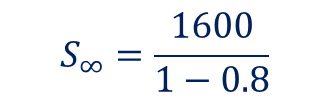 S∞ = 1600 / (1 − 0.8)